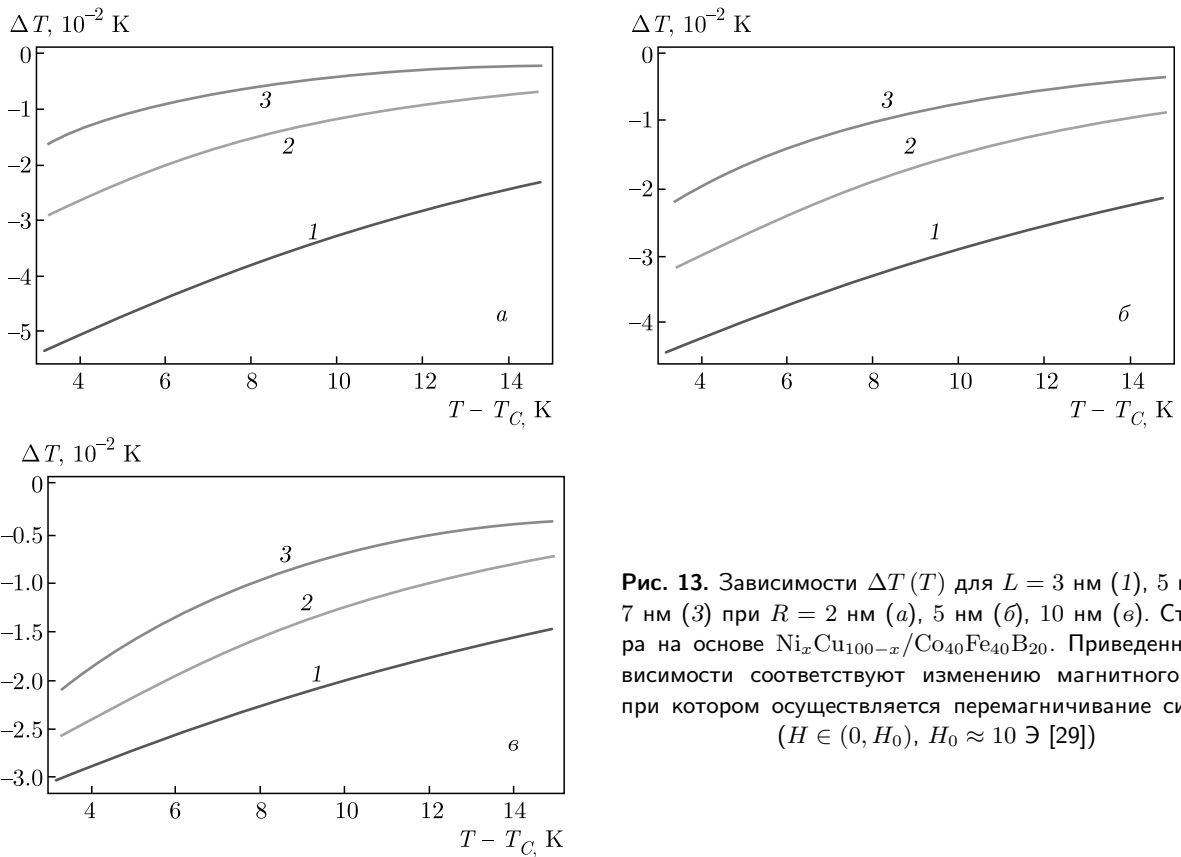 ΔT, 10⁻² K
0
–1
–2
–3
–4
–5
3
2
1
а
4 6 8 10 12 14
T – T_C, K
ΔT, 10⁻² K
0
–1
–2
–3
–4
3
2
1
б
4 6 8 10 12 14
T – T_C, K
ΔT, 10⁻² K
0
–0.5
–1.0
–1.5
–2.0
–2.5
–3.0
3
2
1
в
4 6 8 10 12 14
T – T_C, K
Рис. 13. Зависимости ΔT (T) для L = 3 нм (1), 5
7 нм (3) при R = 2 нм (а), 5 нм (б), 10 нм (в). Ст
ра на основе NiₓCu₁₀₀₋ₓ/Co₄₀Fe₄₀B₂₀. Приведенн
висимости соответствуют изменению магнитного
при котором осуществляется перемагничивание си
(H ∈ (0, H₀), H₀ ≈ 10 Э [29])